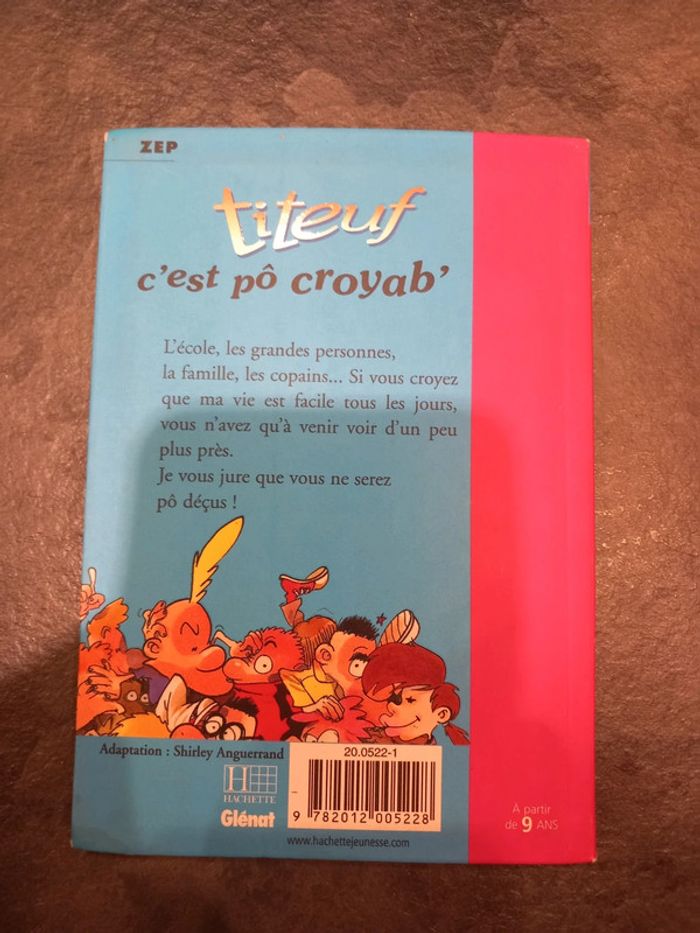 ZEP
titeuf
c'est pô croyab'
L'école, les grandes personnes,
la famille, les copains... Si vous croyez
que ma vie est facile tous les jours,
vous n'avez qu'à venir voir d'un peu
plus près.
Je vous jure que vous ne serez
pô déçus !
Adaptation : Shirley Anguerrand
20.0522-1
H
HACHETTE
Glénat
9 782012 005228
www.hachettejeunesse.com
À partir
de 9 ANS